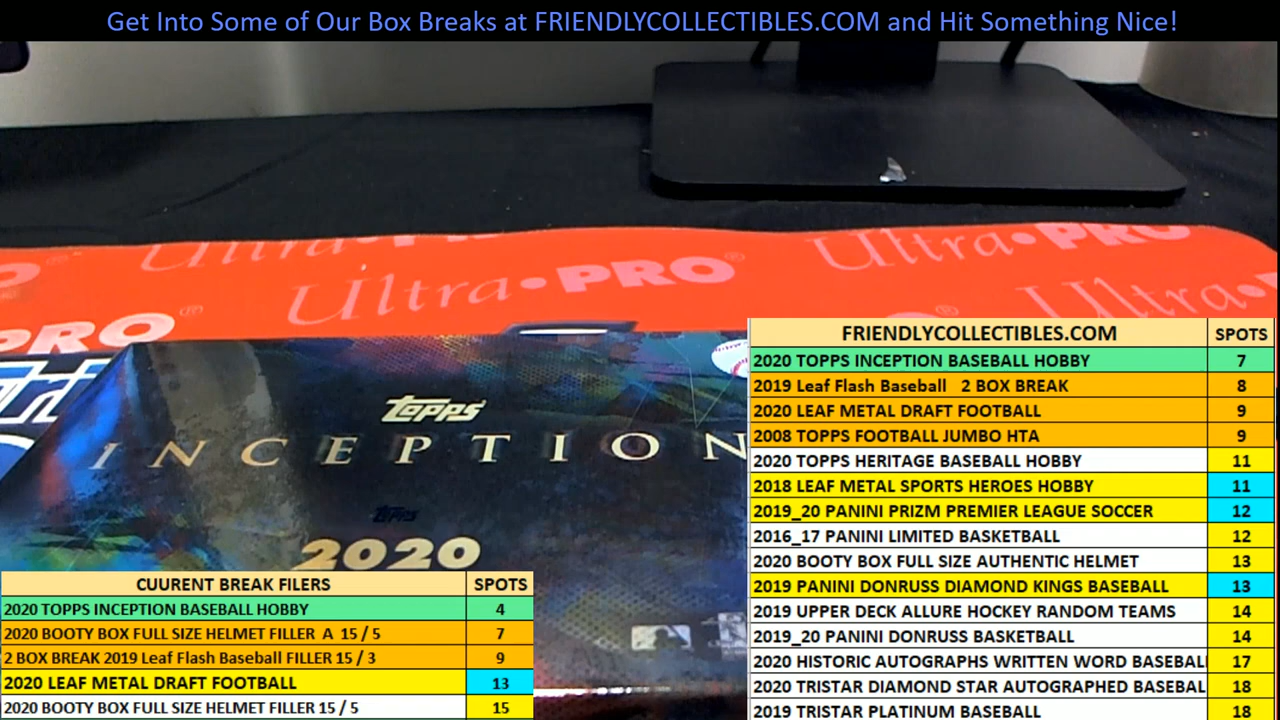 Get Into Some of Our Box Breaks at FRIENDLYCOLLECTIBLES.COM and Hit Something Nice!
Ultra•PRO
Ultra•PRO®
Ultra•PRO
PRO®
Topps
INCEPTION
Topps
2020
FRIENDLYCOLLECTIBLES.COM SPOTS
2020 TOPPS INCEPTION BASEBALL HOBBY 7
2019 Leaf Flash Baseball 2 BOX BREAK 8
2020 LEAF METAL DRAFT FOOTBALL 9
2008 TOPPS FOOTBALL JUMBO HTA 9
2020 TOPPS HERITAGE BASEBALL HOBBY 11
2018 LEAF METAL SPORTS HEROES HOBBY 11
2019_20 PANINI PRIZM PREMIER LEAGUE SOCCER 12
2016_17 PANINI LIMITED BASKETBALL 12
2020 BOOTY BOX FULL SIZE AUTHENTIC HELMET 13
2019 PANINI DONRUSS DIAMOND KINGS BASEBALL 13
2019 UPPER DECK ALLURE HOCKEY RANDOM TEAMS 14
2019_20 PANINI DONRUSS BASKETBALL 14
2020 HISTORIC AUTOGRAPHS WRITTEN WORD BASEBAL 17
2020 TRISTAR DIAMOND STAR AUTOGRAPHED BASEBAL 18
2019 TRISTAR PLATINUM BASEBALL 18
CUURENT BREAK FILERS SPOTS
2020 TOPPS INCEPTION BASEBALL HOBBY 4
2020 BOOTY BOX FULL SIZE HELMET FILLER A 15 / 5 7
2 BOX BREAK 2019 Leaf Flash Baseball FILLER 15 / 3 9
2020 LEAF METAL DRAFT FOOTBALL 13
2020 BOOTY BOX FULL SIZE HELMET FILLER 15 / 5 15